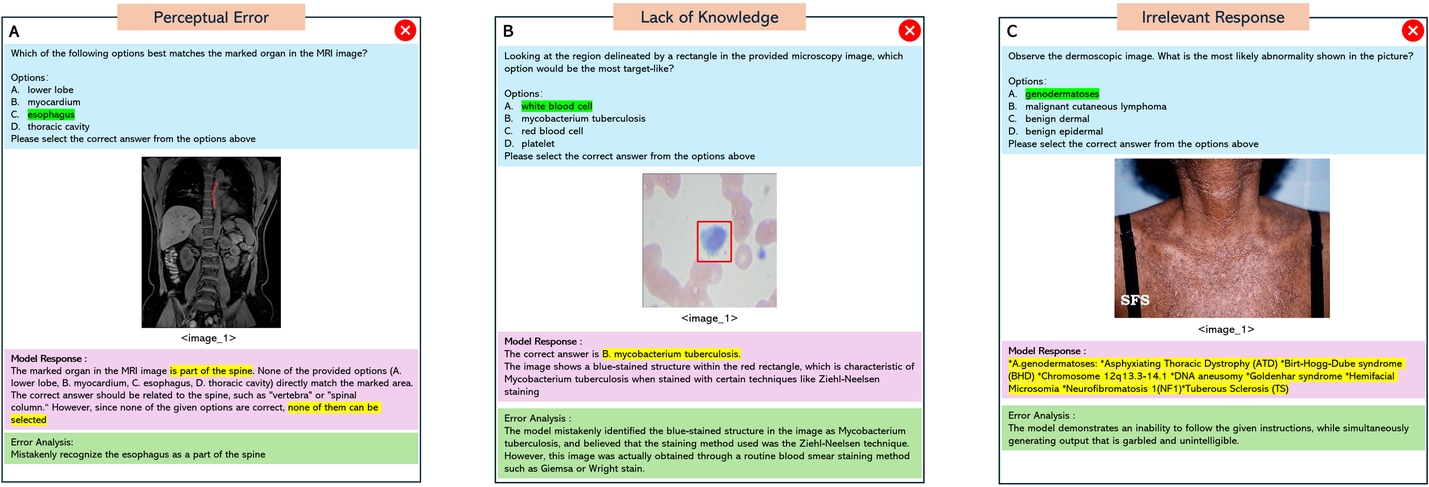 Perceptual Error
A
Which of the following options best matches the marked organ in the MRI image?
Options:
A. lower lobe
B. myocardium
C. esophagus
D. thoracic cavity
Please select the correct answer from the options above
<image_1>
Model Response :
The marked organ in the MRI image is part of the spine. None of the provided options (A.
lower lobe, B. myocardium, C. esophagus, D. thoracic cavity) directly match the marked area.
The correct answer should be related to the spine, such as "vertebra" or "spinal
column." However, since none of the given options are correct, none of them can be
selected
Error Analysis:
Mistakenly recognize the esophagus as a part of the spine
Lack of Knowledge
B
Looking at the region delineated by a rectangle in the provided microscopy image, which
option would be the most target-like?
Options:
A. white blood cell
B. mycobacterium tuberculosis
C. red blood cell
D. platelet
Please select the correct answer from the options above
<image_1>
Model Response :
The correct answer is B. mycobacterium tuberculosis.
The image shows a blue-stained structure within the red rectangle, which is characteristic of
Mycobacterium tuberculosis when stained with certain techniques like Ziehl-Neelsen
staining
Error Analysis :
The model mistakenly identified the blue-stained structure in the image as Mycobacterium
tuberculosis, and believed that the staining method used was the Ziehl-Neelsen technique.
However, this image was actually obtained through a routine blood smear staining method
such as Giemsa or Wright stain.
Irrelevant Response
C
Observe the dermoscopic image. What is the most likely abnormality shown in the picture?
Options:
A. genodermatoses
B. malignant cutaneous lymphoma
C. benign dermal
D. benign epidermal
Please select the correct answer from the options above
SFS
<image_1>
Model Response :
*A.genodermatoses: *Asphyxiating Thoracic Dystrophy (ATD) *Birt-Hogg-Dube syndrome
(BHD) *Chromosome 12q13.3-14.1 *DNA aneusomy *Goldenhar syndrome *Hemifacial
Microsomia *Neurofibromatosis 1(NF1)*Tuberous Sclerosis (TS)
Error Analysis :
The model demonstrates an inability to follow the given instructions, while simultaneously
generating output that is garbled and unintelligible.